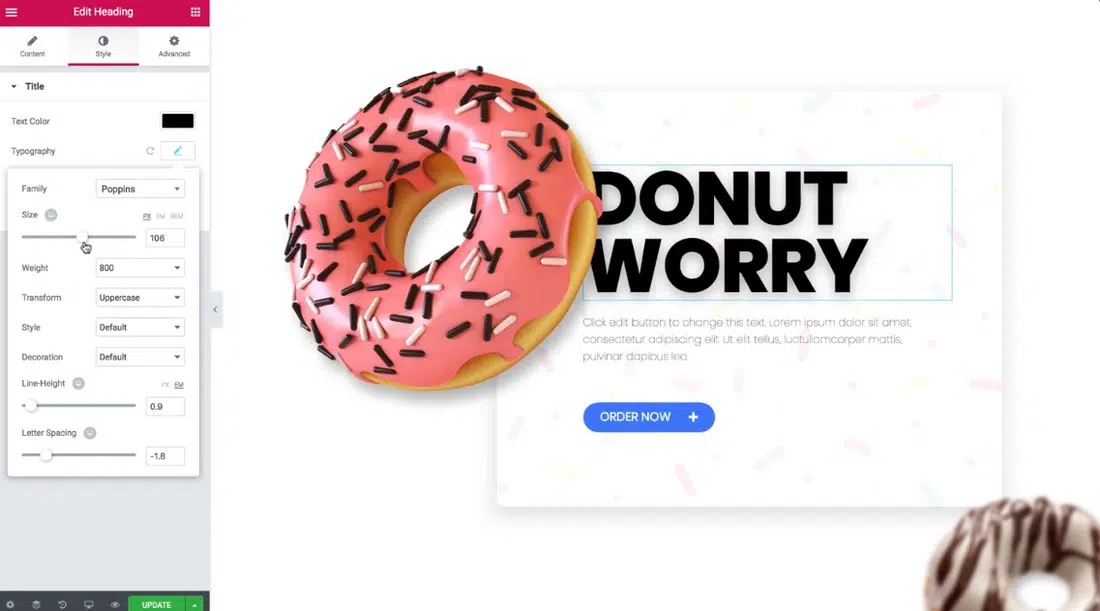 Edit Heading
Content
Style
Advanced
Title
Text Color
Typography
Family
Poppins
Size
PX EM REM
106
Weight
800
Transform
Uppercase
Style
Default
Decoration
Default
Line-Height
PX EM
0.9
Letter Spacing
-1.8
UPDATE
DONUT
WORRY
Click edit button to change this text. Lorem ipsum dolor sit amet,
consectetur adipiscing elit. Ut elit tellus, luctullamcorper mattis,
pulvinar dapibus leo.
ORDER NOW +